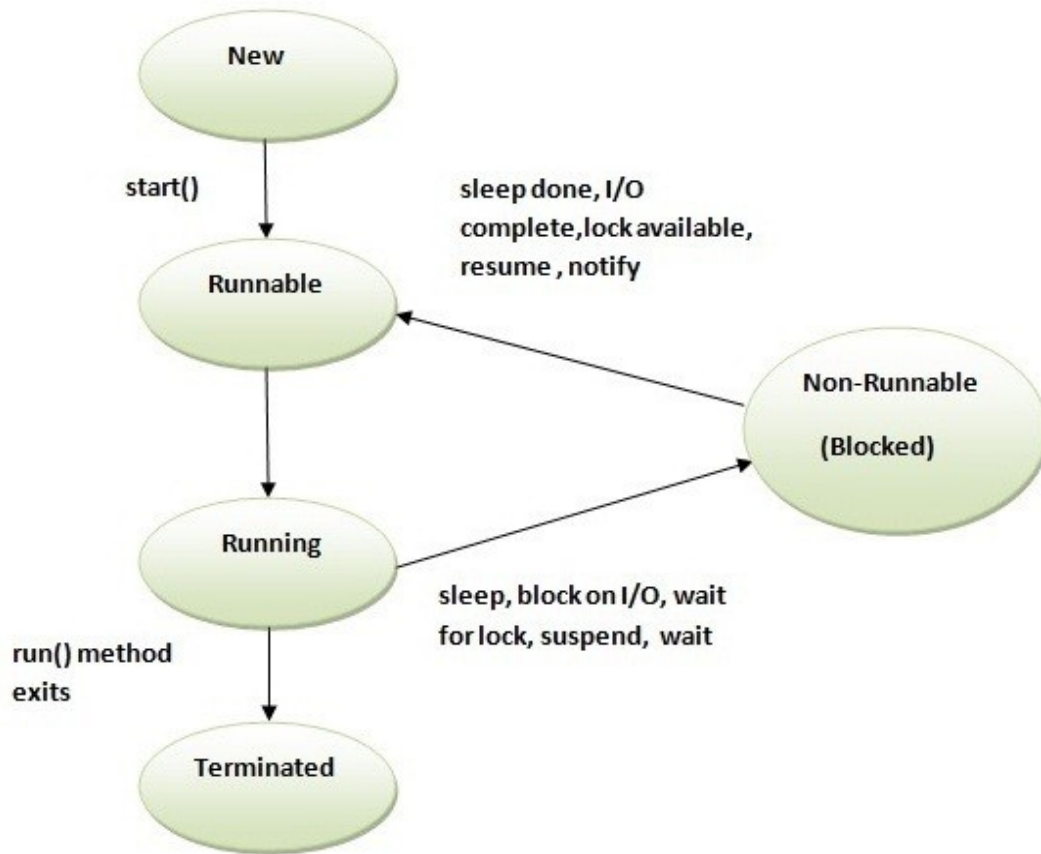 New
start()
sleep done, I/O
complete,lock available,
resume , notify
Runnable
Non-Runnable
(Blocked)
Running
sleep, block on I/O, wait
for lock, suspend, wait
run() method
exits
Terminated